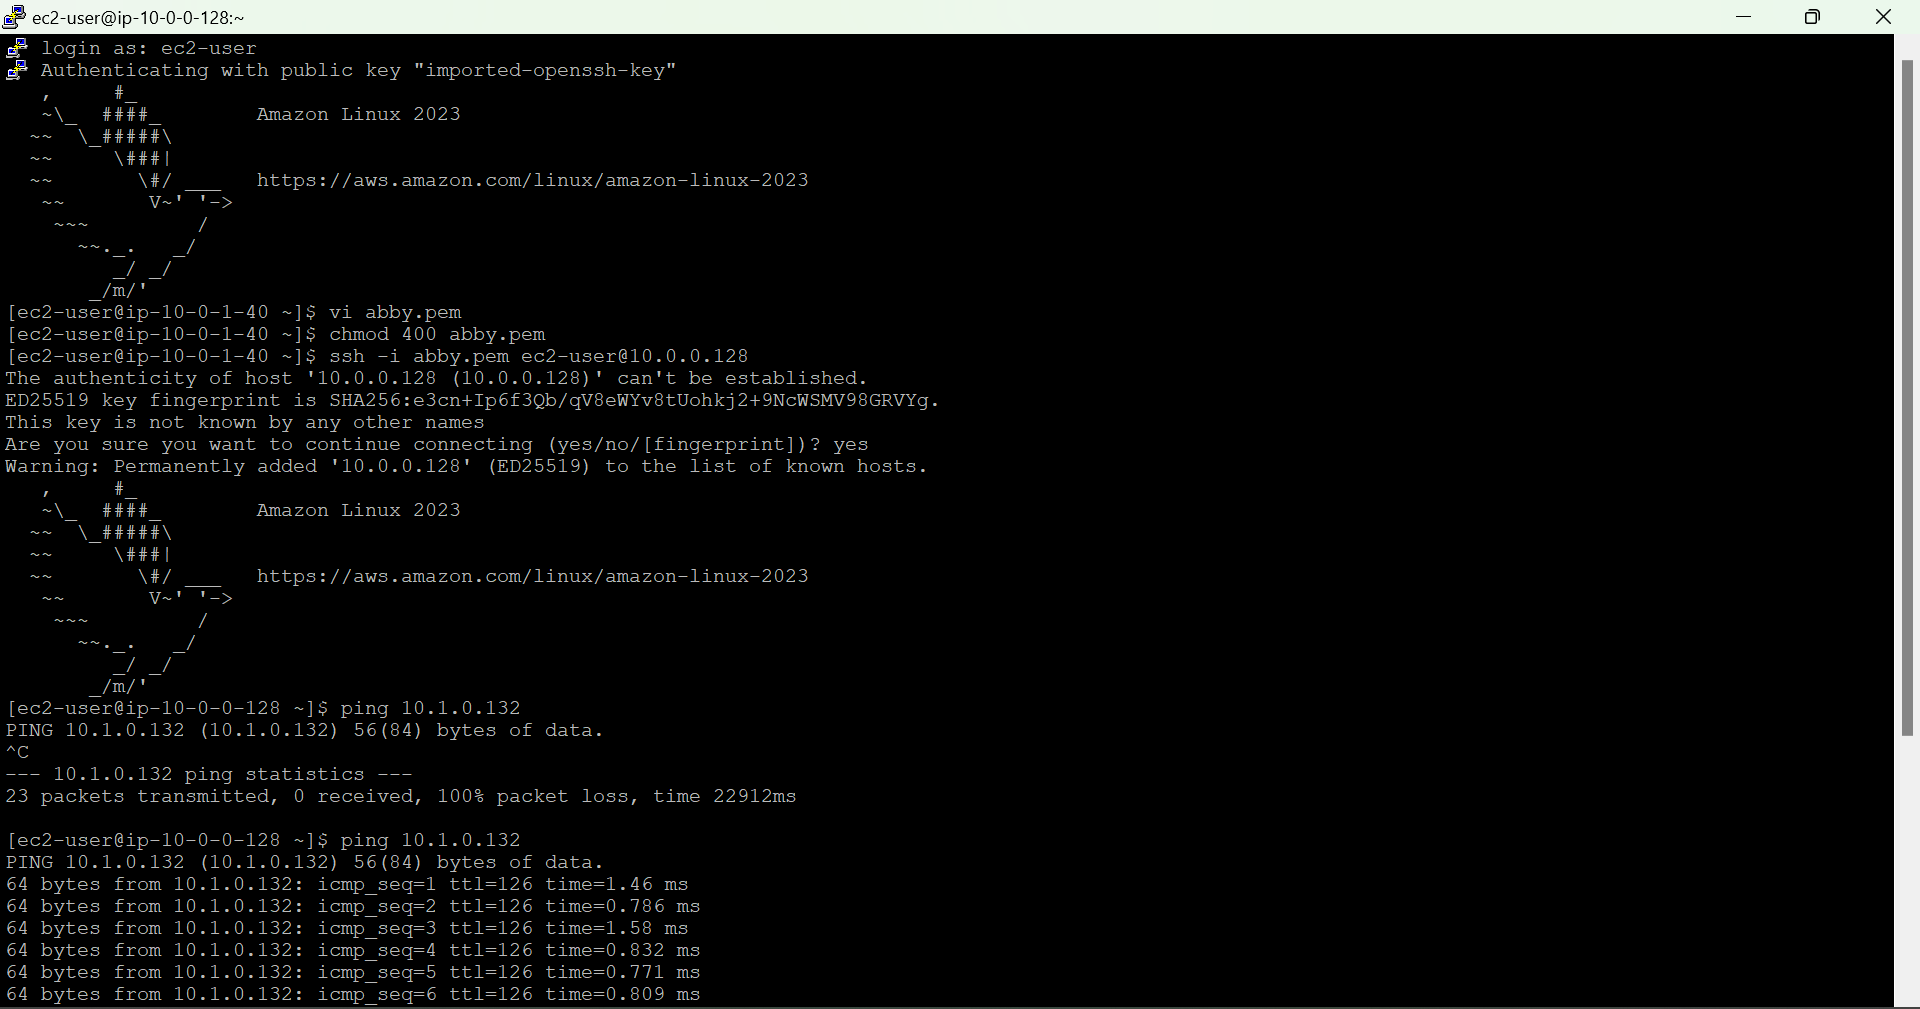 ec2-user@ip-10-0-0-128:~
login as: ec2-user
Authenticating with public key "imported-openssh-key"
   ,     #_
   ~\_  ####_        Amazon Linux 2023
  ~~  \_#####\
  ~~     \###|
  ~~       \#/ ___   https://aws.amazon.com/linux/amazon-linux-2023
   ~~       V~' '->
    ~~~         /
      ~~._.   _/
         _/ _/
       _/m/'
[ec2-user@ip-10-0-1-40 ~]$ vi abby.pem
[ec2-user@ip-10-0-1-40 ~]$ chmod 400 abby.pem
[ec2-user@ip-10-0-1-40 ~]$ ssh -i abby.pem ec2-user@10.0.0.128
The authenticity of host '10.0.0.128 (10.0.0.128)' can't be established.
ED25519 key fingerprint is SHA256:e3cn+Ip6f3Qb/qV8eWYv8tUohkj2+9NcWSMV98GRVYg.
This key is not known by any other names
Are you sure you want to continue connecting (yes/no/[fingerprint])? yes
Warning: Permanently added '10.0.0.128' (ED25519) to the list of known hosts.
   ,     #_
   ~\_  ####_        Amazon Linux 2023
  ~~  \_#####\
  ~~     \###|
  ~~       \#/ ___   https://aws.amazon.com/linux/amazon-linux-2023
   ~~       V~' '->
    ~~~         /
      ~~._.   _/
         _/ _/
       _/m/'
[ec2-user@ip-10-0-0-128 ~]$ ping 10.1.0.132
PING 10.1.0.132 (10.1.0.132) 56(84) bytes of data.
^C
--- 10.1.0.132 ping statistics ---
23 packets transmitted, 0 received, 100% packet loss, time 22912ms
[ec2-user@ip-10-0-0-128 ~]$ ping 10.1.0.132
PING 10.1.0.132 (10.1.0.132) 56(84) bytes of data.
64 bytes from 10.1.0.132: icmp_seq=1 ttl=126 time=1.46 ms
64 bytes from 10.1.0.132: icmp_seq=2 ttl=126 time=0.786 ms
64 bytes from 10.1.0.132: icmp_seq=3 ttl=126 time=1.58 ms
64 bytes from 10.1.0.132: icmp_seq=4 ttl=126 time=0.832 ms
64 bytes from 10.1.0.132: icmp_seq=5 ttl=126 time=0.771 ms
64 bytes from 10.1.0.132: icmp_seq=6 ttl=126 time=0.809 ms